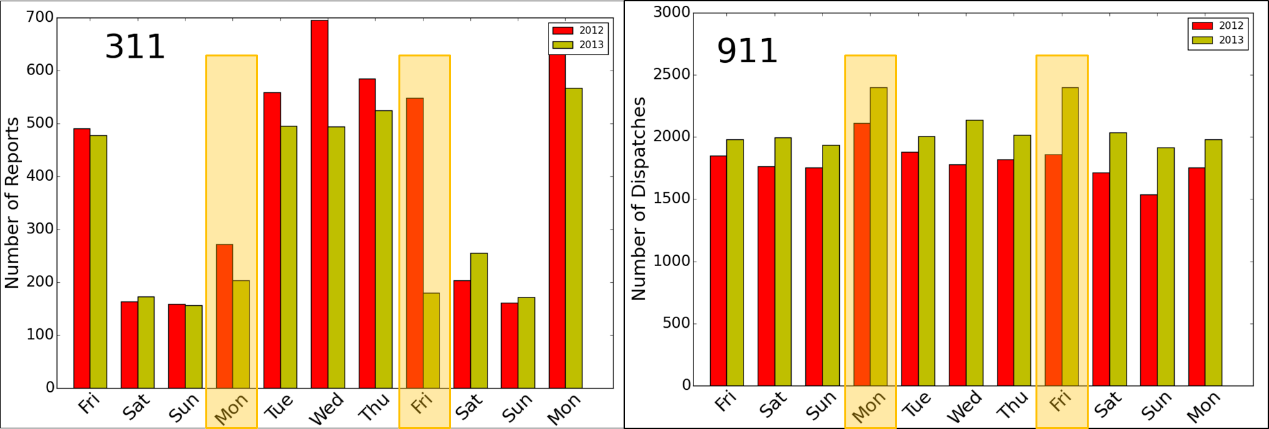 311
2012
2013
Number of Reports
700
600
500
400
300
200
100
0
Fri
Sat
Sun
Mon
Tue
Wed
Thu
Fri
Sat
Sun
Mon
911
2012
2013
Number of Dispatches
3000
2500
2000
1500
1000
500
0
Fri
Sat
Sun
Mon
Tue
Wed
Thu
Fri
Sat
Sun
Mon